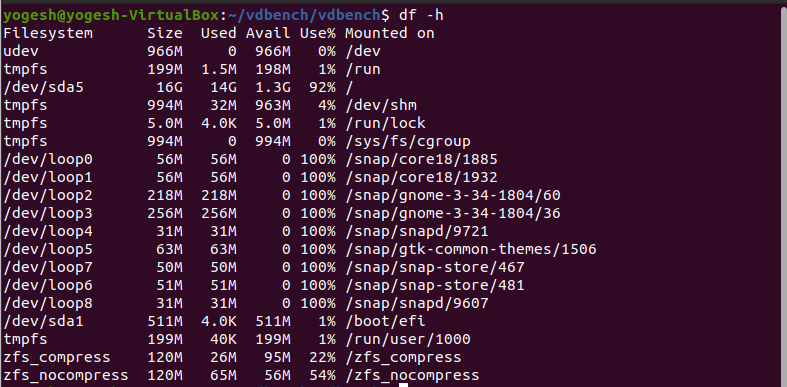 yogesh@yogesh-VirtualBox:~/vdbench/vdbench$ df -h
Filesystem Size Used Avail Use% Mounted on
udev 966M 0 966M 0% /dev
tmpfs 199M 1.5M 198M 1% /run
/dev/sda5 16G 14G 1.3G 92% /
tmpfs 994M 32M 963M 4% /dev/shm
tmpfs 5.0M 4.0K 5.0M 1% /run/lock
tmpfs 994M 0 994M 0% /sys/fs/cgroup
/dev/loop0 56M 56M 0 100% /snap/core18/1885
/dev/loop1 56M 56M 0 100% /snap/core18/1932
/dev/loop2 218M 218M 0 100% /snap/gnome-3-34-1804/60
/dev/loop3 256M 256M 0 100% /snap/gnome-3-34-1804/36
/dev/loop4 31M 31M 0 100% /snap/snapd/9721
/dev/loop5 63M 63M 0 100% /snap/gtk-common-themes/1506
/dev/loop7 50M 50M 0 100% /snap/snap-store/467
/dev/loop6 51M 51M 0 100% /snap/snap-store/481
/dev/loop8 31M 31M 0 100% /snap/snapd/9607
/dev/sda1 511M 4.0K 511M 1% /boot/efi
tmpfs 199M 40K 199M 1% /run/user/1000
zfs_compress 120M 26M 95M 22% /zfs_compress
zfs_nocompress 120M 65M 56M 54% /zfs_nocompress